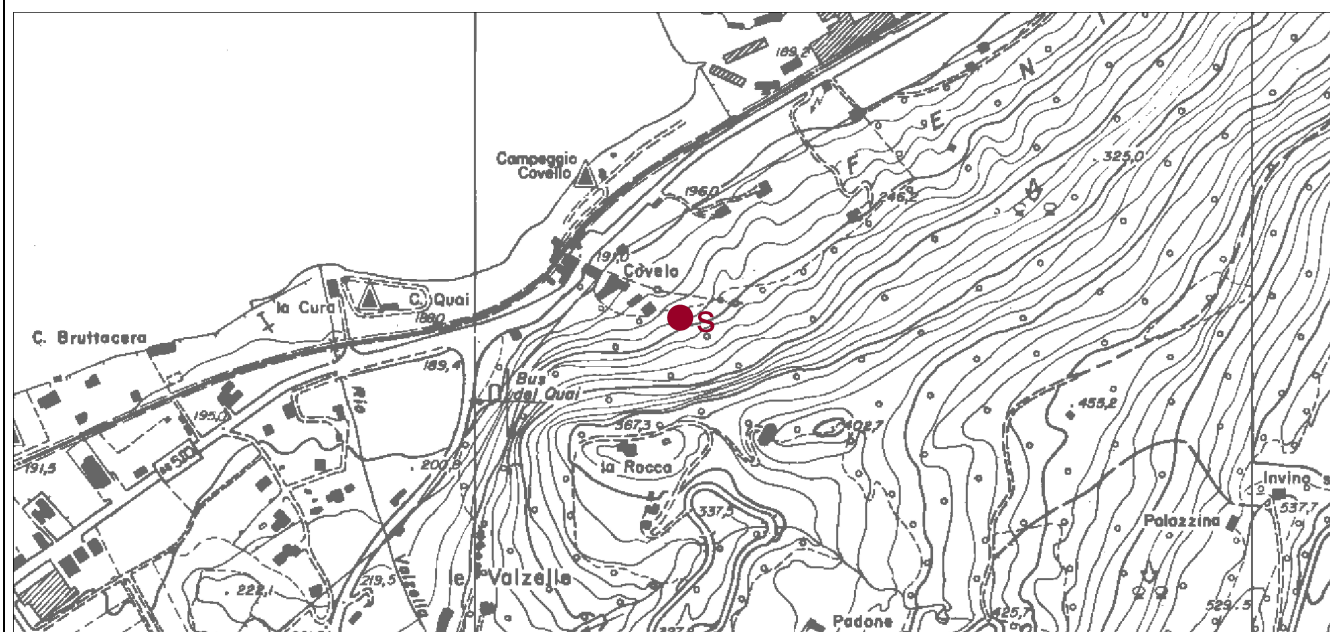 189,2
N
E
F
325,0
Campeggio
Covello
196,0
246,2
191,0
Covelo
S
la Cura
C. Quai
188,0
C. Bruttacera
189,4
Bus
del Quai
Rio
195,0
SS 510
191,5
200,8
367,3
402,7
455,2
la Rocca
337,5
Invino s
537,7
Palazzina
Valzella
le Valzelle
219,5
222,1
529.5
425,7
Padone